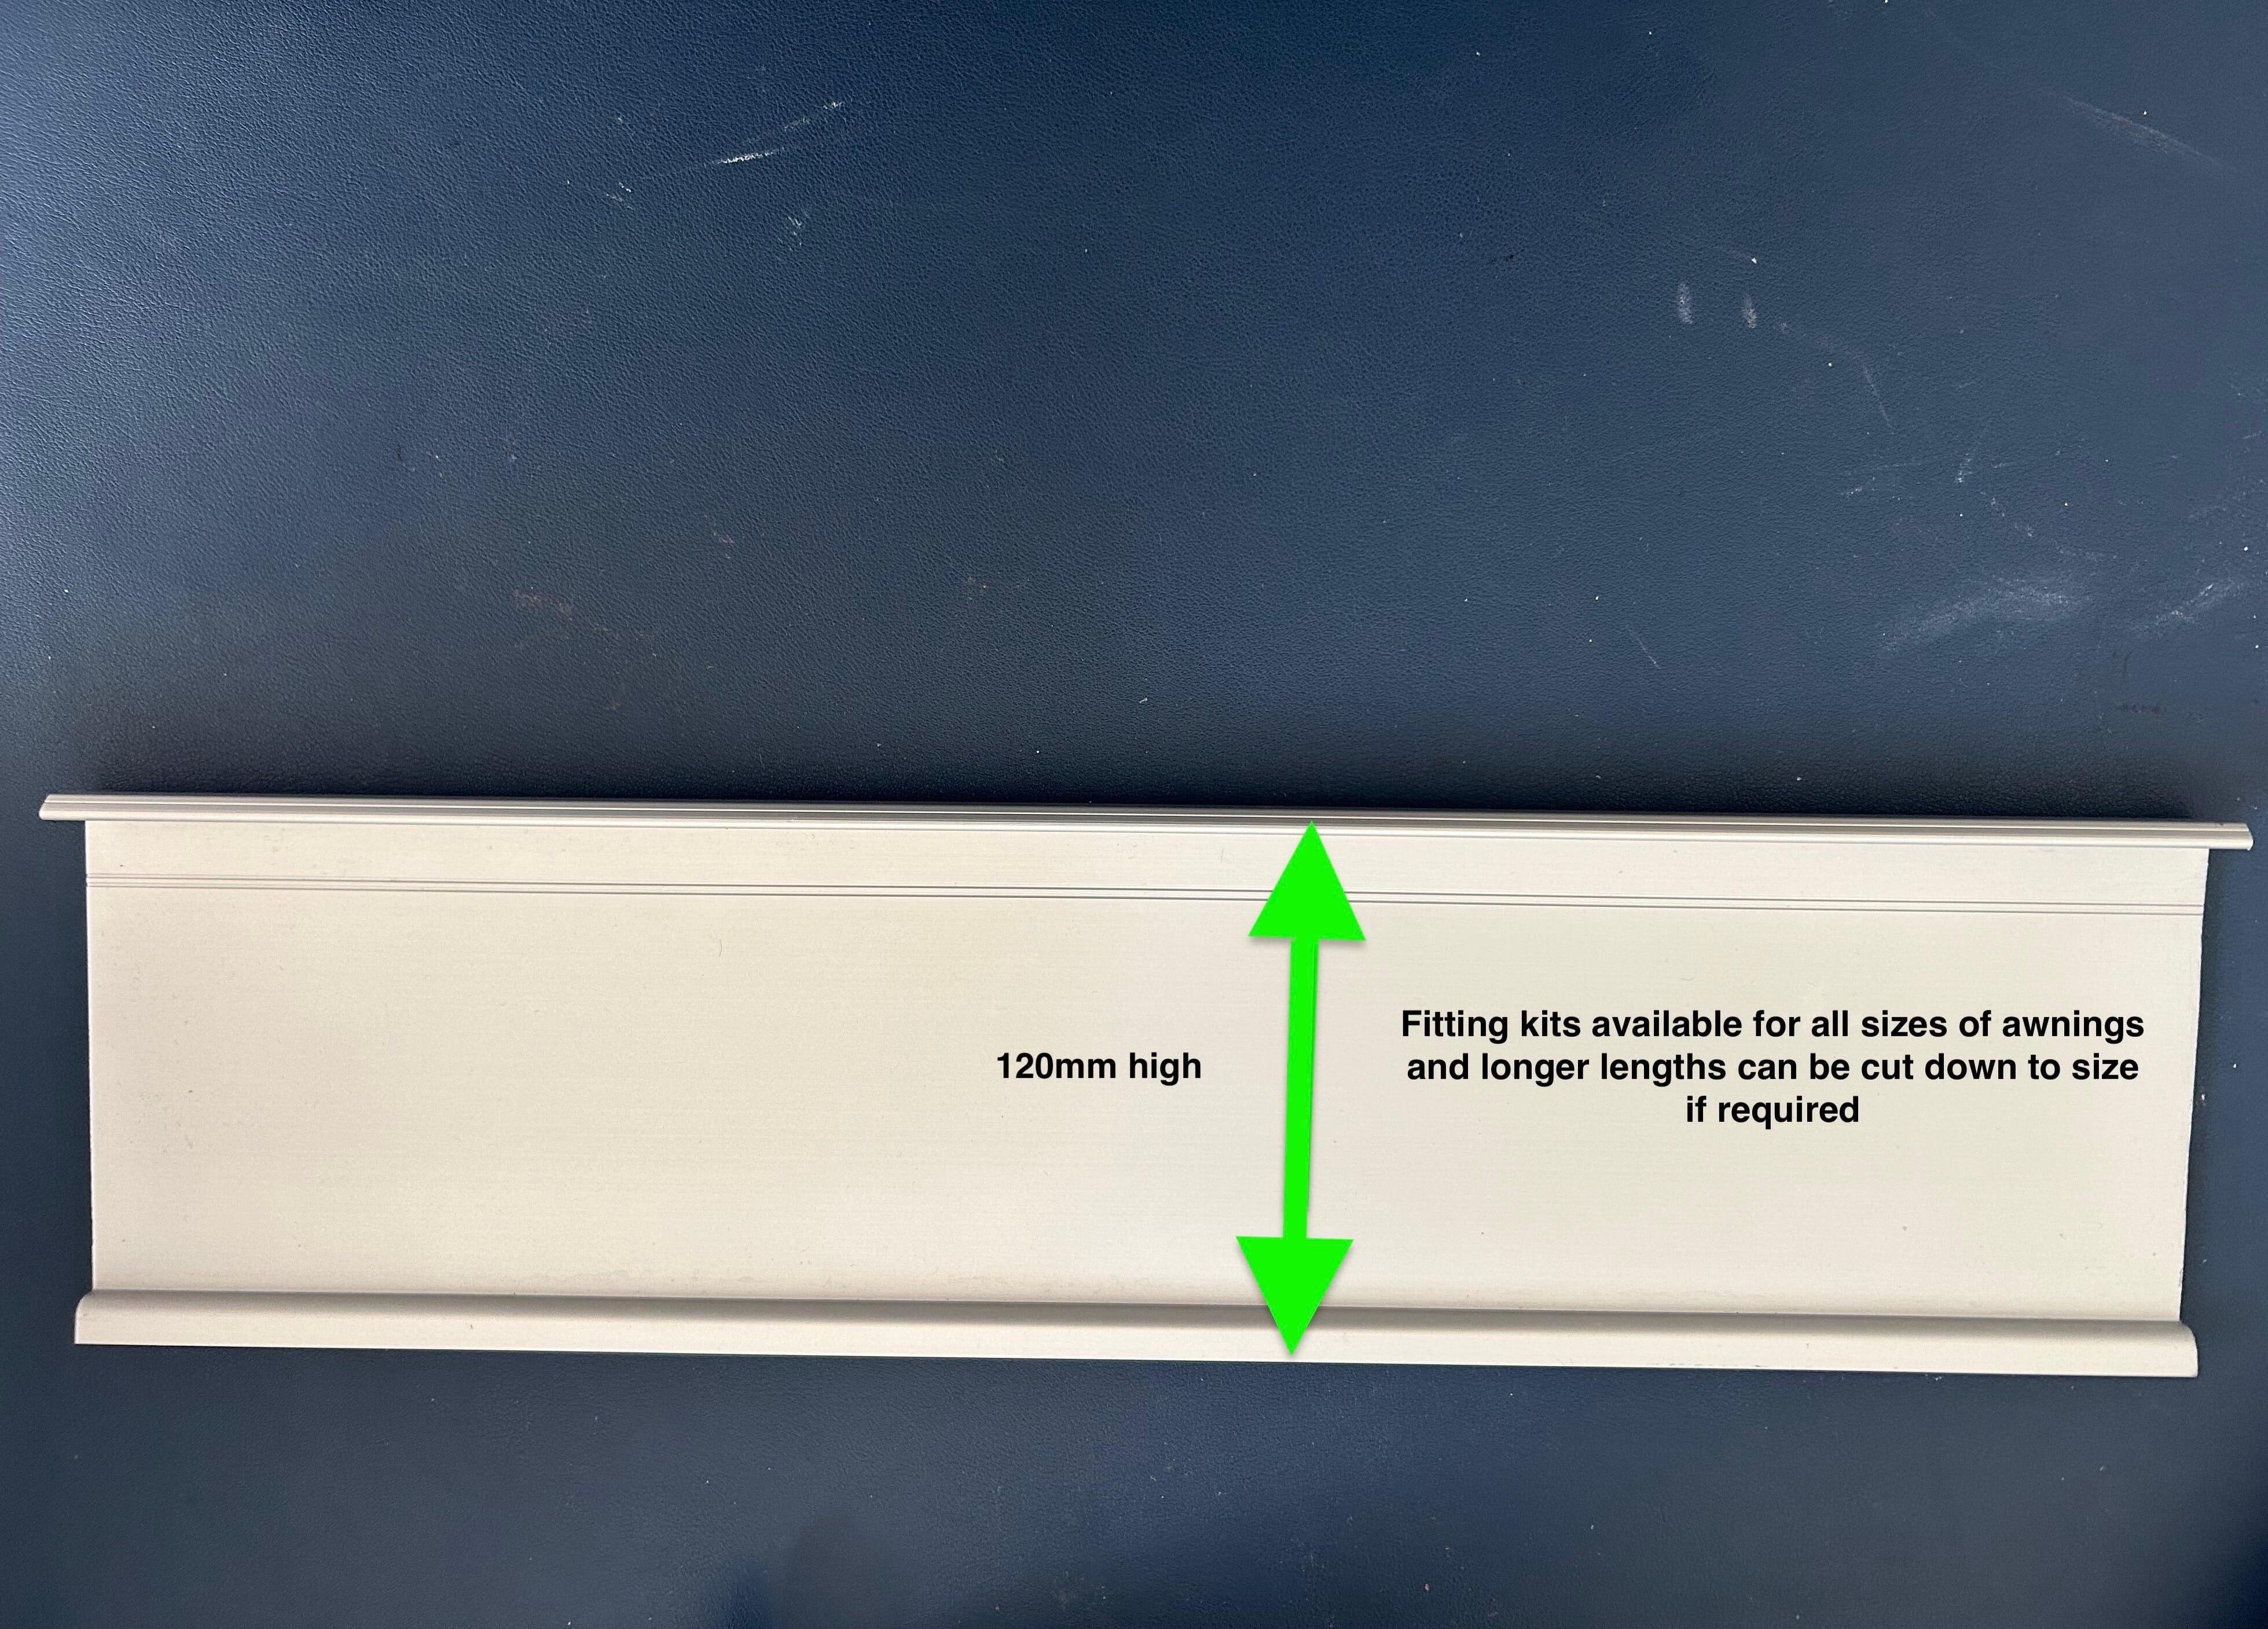 120mm high
Fitting kits available for all sizes of awnings
and longer lengths can be cut down to size
if required